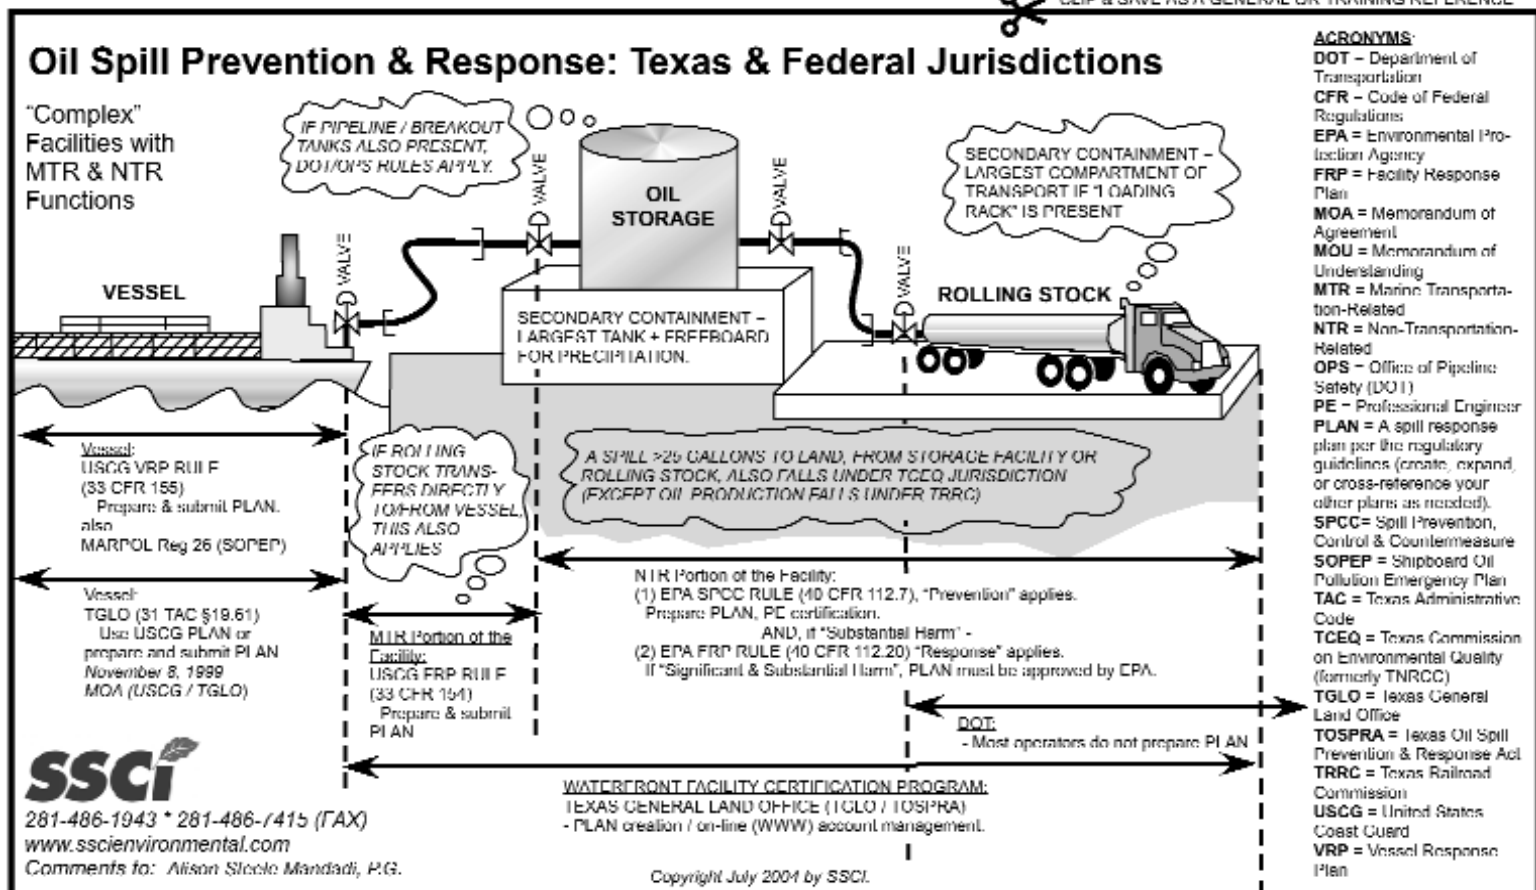 CLIP & SAVE AS A GENERAL OR TRAINING REFERENCE
Oil Spill Prevention & Response: Texas & Federal Jurisdictions
"Complex"
Facilities with
MTR & NTR
Functions
IF PIPELINE / BREAKOUT
TANKS ALSO PRESENT,
DOT/OPS RULES APPLY.
VALVE
OIL
STORAGE
VALVE
SECONDARY CONTAINMENT –
LARGEST COMPARTMENT OF
TRANSPORT IF "LOADING
RACK" IS PRESENT
VALVE
VALVE
VESSEL
ROLLING STOCK
SECONDARY CONTAINMENT –
LARGEST TANK + FREEBOARD
FOR PRECIPITATION.
Vessel:
USCG VRP RULE
(33 CFR 155)
Prepare & submit PLAN.
also
MARPOL Reg 26 (SOPEP)
Vessel:
TGLO (31 TAC §19.61)
Use USCG PLAN or
prepare and submit PLAN
November 8, 1999
MOA (USCG / TGLO)
IF ROLLING
STOCK TRANS-
FERS DIRECTLY
TO/FROM VESSEL,
THIS ALSO
APPLIES
A SPILL >25 GALLONS TO LAND, FROM STORAGE FACILITY OR
ROLLING STOCK, ALSO FALLS UNDER TCEQ JURISDICTION
(EXCEPT OIL PRODUCTION FALLS UNDER TRRC)
MTR Portion of the
Facility:
USCG FRP RULE
(33 CFR 154)
Prepare & submit
PLAN
NTR Portion of the Facility:
(1) EPA SPCC RULE (40 CFR 112.7), "Prevention" applies.
Prepare PLAN, PE certification.
AND, if "Substantial Harm" -
(2) EPA FRP RULE (40 CFR 112.20) "Response" applies.
If "Significant & Substantial Harm", PLAN must be approved by EPA.
DOT:
- Most operators do not prepare PLAN
WATERFRONT FACILITY CERTIFICATION PROGRAM:
TEXAS GENERAL LAND OFFICE (TGLO / TOSPRA)
- PLAN creation / on-line (WWW) account management.
SSCi
281-486-1943 * 281-486-7415 (FAX)
www.sscienvironmental.com
Comments to: Alison Steele Mandadi, P.G.
Copyright July 2004 by SSCI.
ACRONYMS:
DOT = Department of
Transportation
CFR = Code of Federal
Regulations
EPA = Environmental Pro-
tection Agency
FRP = Facility Response
Plan
MOA = Memorandum of
Agreement
MOU = Memorandum of
Understanding
MTR = Marine Transporta-
tion-Related
NTR = Non-Transportation-
Related
OPS = Office of Pipeline
Safety (DOT)
PE = Professional Engineer
PLAN = A spill response
plan per the regulatory
guidelines (create, expand,
or cross-reference your
other plans as needed).
SPCC= Spill Prevention,
Control & Countermeasure
SOPEP = Shipboard Oil
Pollution Emergency Plan
TAC = Texas Administrative
Code
TCEQ = Texas Commission
on Environmental Quality
(formerly TNRCC)
TGLO = Texas General
Land Office
TOSPRA = Texas Oil Spill
Prevention & Response Act
TRRC = Texas Railroad
Commission
USCG = United States
Coast Guard
VRP = Vessel Response
Plan